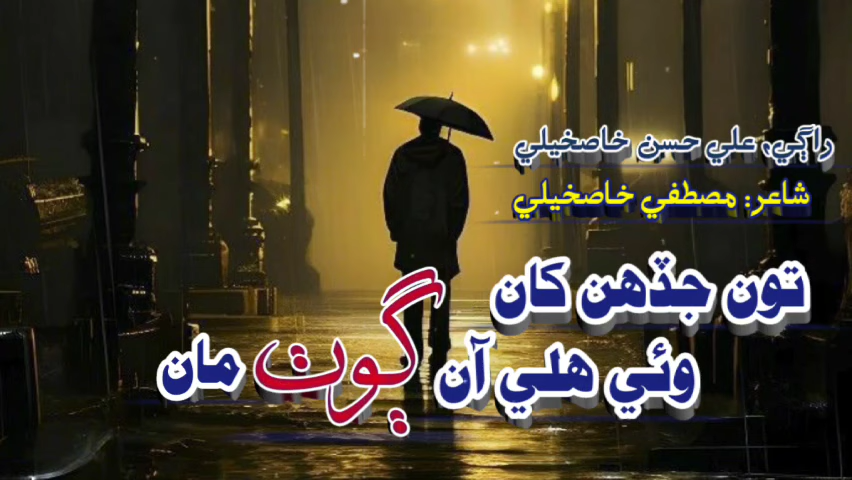 راڳي، علي حسن خاصخيلي
شاعر: مصطفي خاصخيلي
تون جڏهن کان
وئي هلي آن ڳوٺ مان